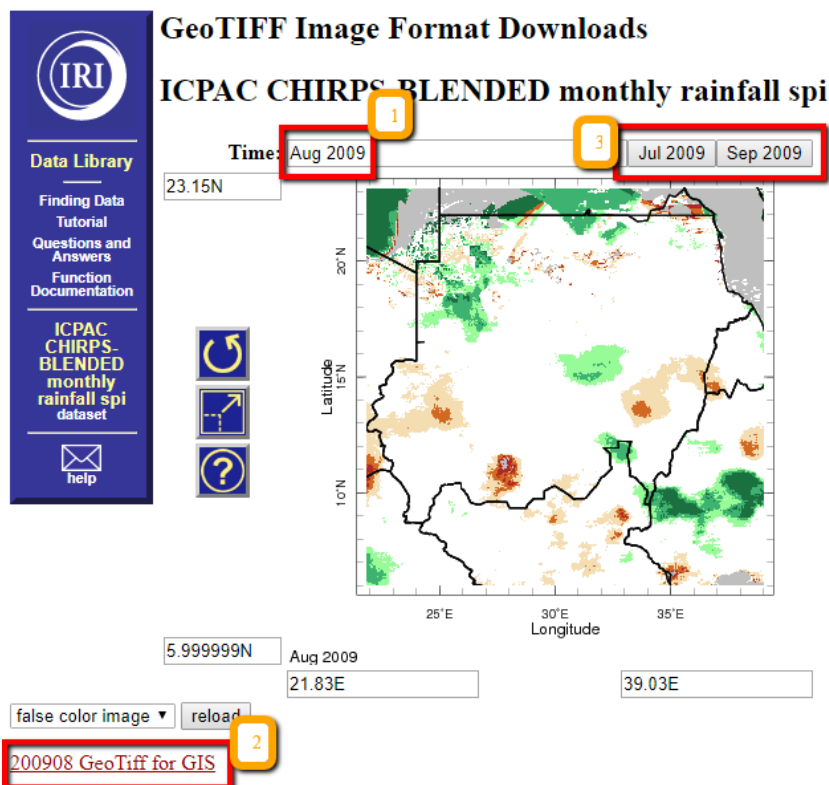 GeoTIFF Image Format Downloads
ICPAC CHIRPS-BLENDED monthly rainfall spi
IRI
Data Library
Finding Data
Tutorial
Questions and
Answers
Function
Documentation
ICPAC
CHIRPS-
BLENDED
monthly
rainfall spi
dataset
help
1
3
Time: Aug 2009 Jul 2009 Sep 2009
23.15N
20°N
15°N
10°N
Latitude
25°E 30°E 35°E
Longitude
?
5.999999N
Aug 2009
21.83E 39.03E
false color image ▼ reload
2
200908 GeoTiff for GIS